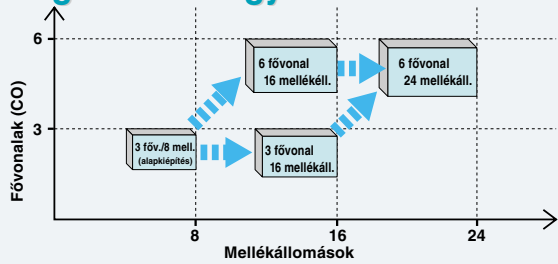 6
3
Fővonalak (CO)
6 fővonal
16 mellékéll.
6 fővonal
24 mellékáll.
3 főv./8 mell.
(alapkiépítés)
3 fővonal
16 mellékáll.
8
16
24
Mellékállomások